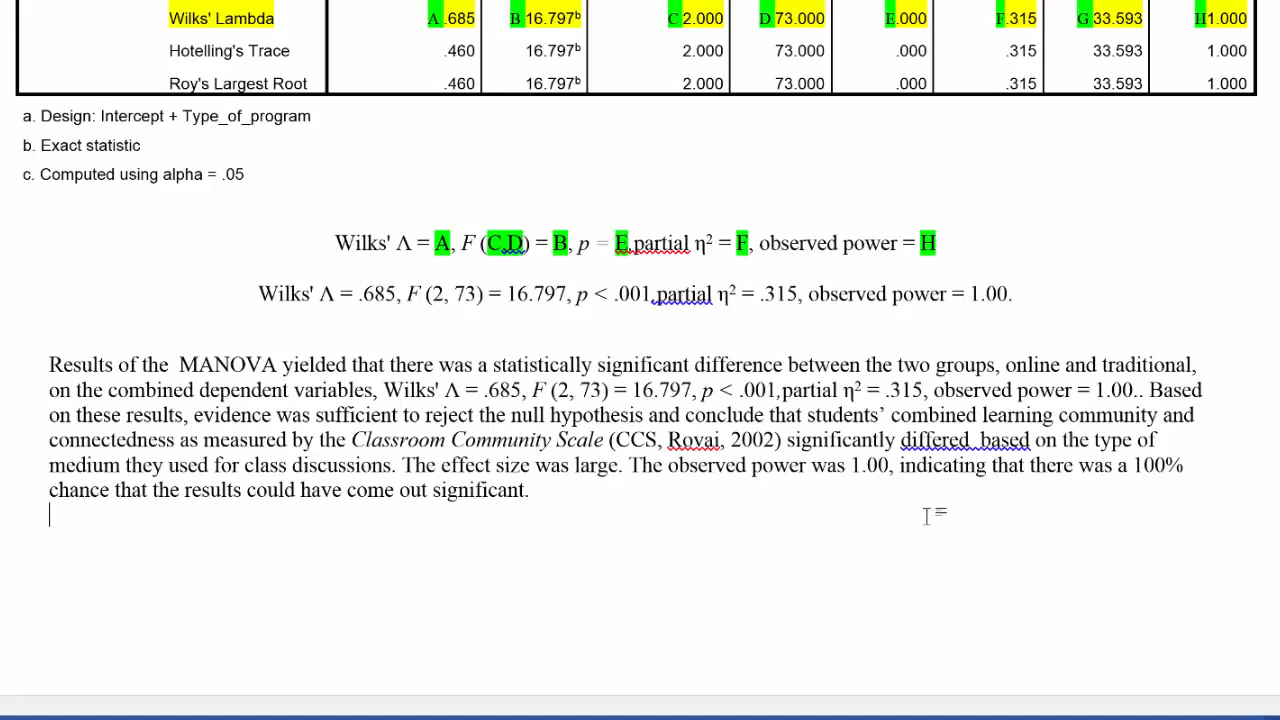 Wilks' Lambda A .685 B 16.797ᵇ C 2.000 D 73.000 E.000 F.315 G 33.593 H1.000
Hotelling's Trace .460 16.797ᵇ 2.000 73.000 .000 .315 33.593 1.000
Roy's Largest Root .460 16.797ᵇ 2.000 73.000 .000 .315 33.593 1.000
a. Design: Intercept + Type_of_program
b. Exact statistic
c. Computed using alpha = .05
Wilks' Λ = A, F (C,D) = B, p = E,partial η² = F, observed power = H
Wilks' Λ = .685, F (2, 73) = 16.797, p < .001,partial η² = .315, observed power = 1.00.
Results of the  MANOVA yielded that there was a statistically significant difference between the two groups, online and traditional,
on the combined dependent variables, Wilks' Λ = .685, F (2, 73) = 16.797, p < .001,partial η² = .315, observed power = 1.00.. Based
on these results, evidence was sufficient to reject the null hypothesis and conclude that students’ combined learning community and
connectedness as measured by the Classroom Community Scale (CCS, Rovai, 2002) significantly differed  based on the type of
medium they used for class discussions. The effect size was large. The observed power was 1.00, indicating that there was a 100%
chance that the results could have come out significant.